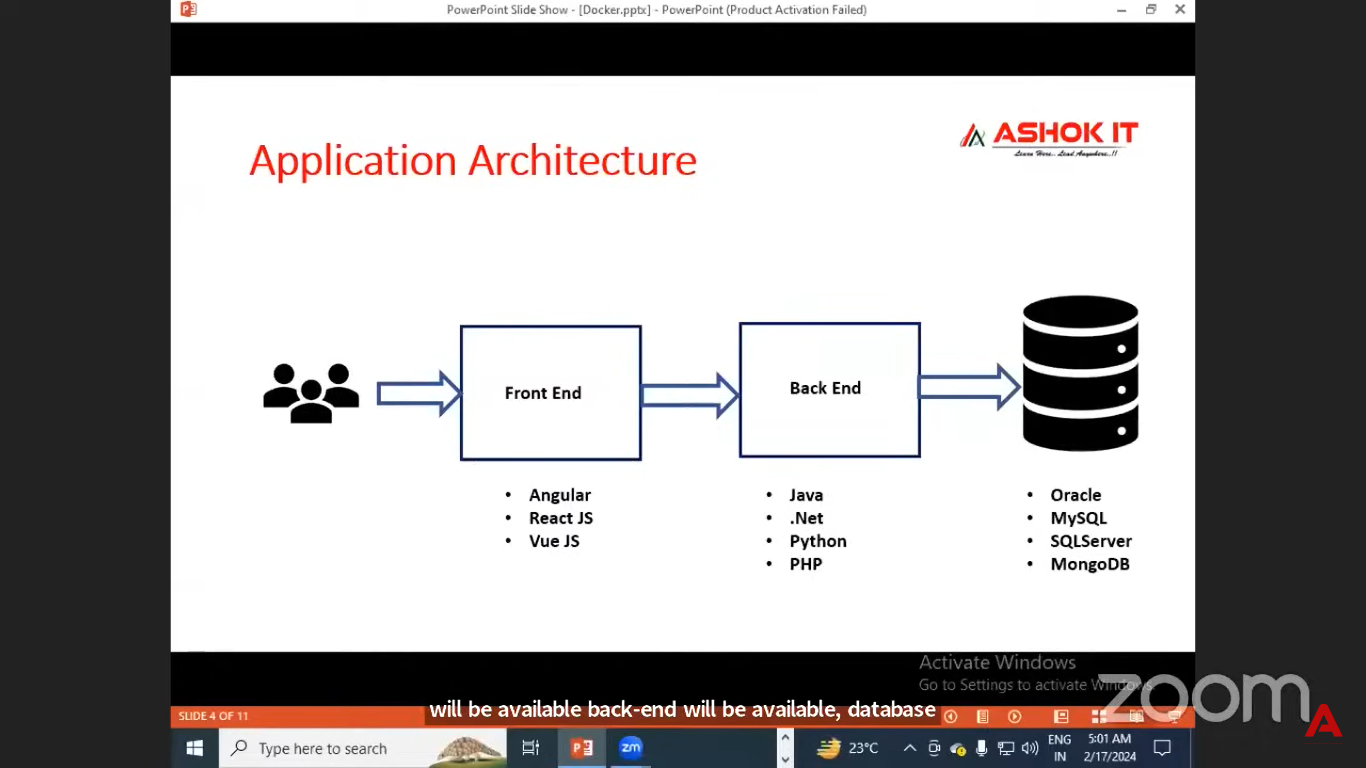 PowerPoint Slide Show - [Docker.pptx] - PowerPoint (Product Activation Failed)
ASHOK IT
Learn Here.. Lead Anywhere..!!
Application Architecture
Front End
Back End
• Angular
• React JS
• Vue JS
• Java
• .Net
• Python
• PHP
• Oracle
• MySQL
• SQLServer
• MongoDB
Activate Windows
Go to Settings to activate Windows.
zoom
will be available back-end will be available, database
SLIDE 4 OF 11
Type here to search
zm
23°C
ENG
IN
5:01 AM
2/17/2024